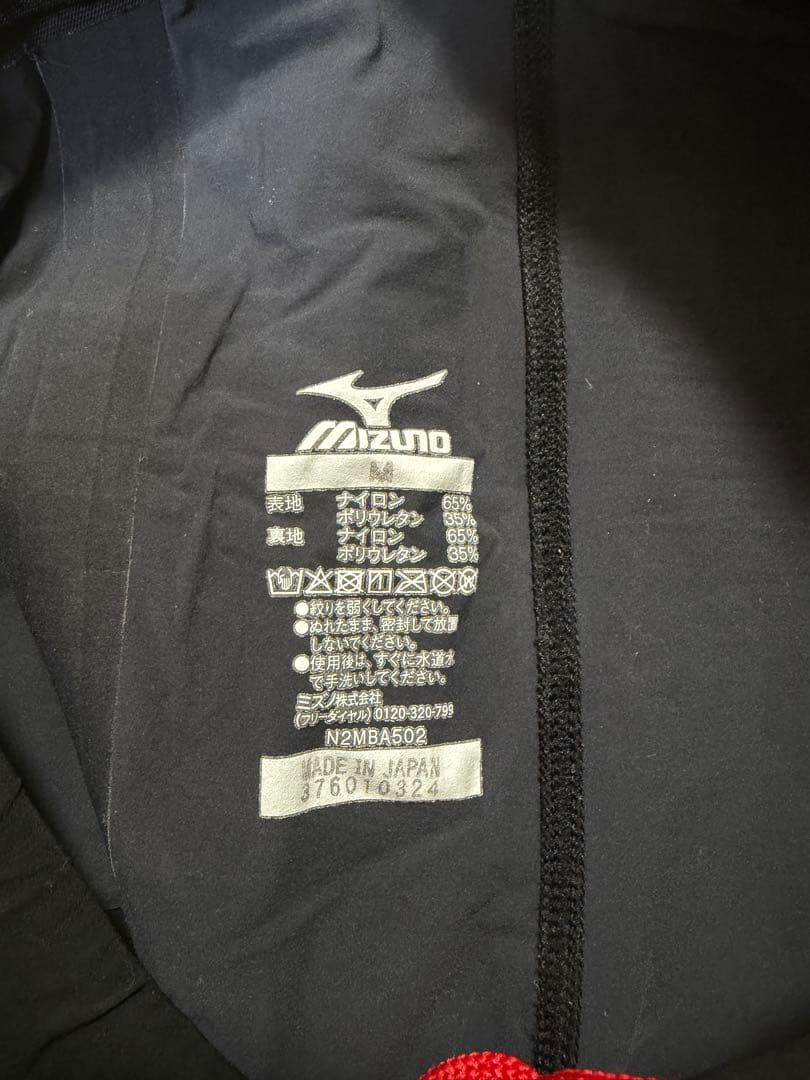 MIZUNO
M
表地 ナイロン 65%
ポリウレタン 35%
裏地 ナイロン 65%
ポリウレタン 35%
●絞りを弱くしてください。
●ぬれたまま、密封して放置
しないでください。
●使用後は、すぐに水道水
で手洗いしてください。
ミズノ株式会社
(フリーダイヤル) 0120-320-799
N2MBA502
MADE IN JAPAN
376010324